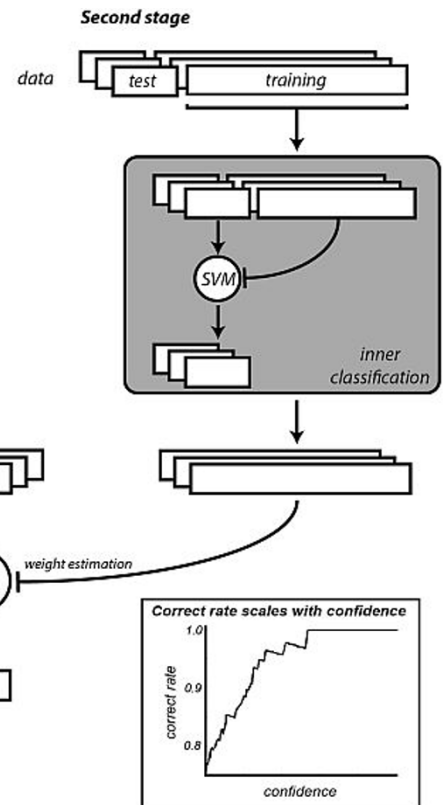 Second stage
data
test
training
SVM
inner
classification
weight estimation
Correct rate scales with confidence
1.0
0.9
0.8
correct rate
confidence